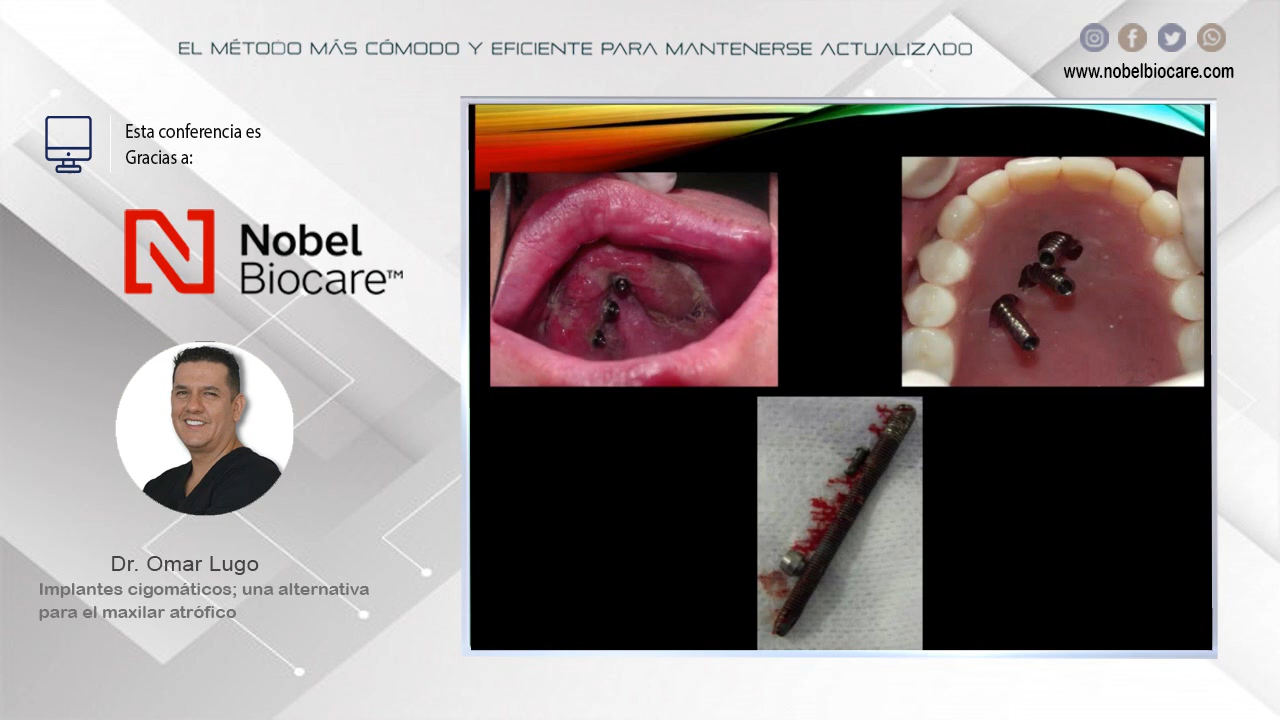 EL MÉTODO MÁS CÓMODO Y EFICIENTE PARA MANTENERSE ACTUALIZADO
www.nobelbiocare.com
Esta conferencia es
Gracias a:
Nobel
Biocare™
Dr. Omar Lugo
Implantes cigomáticos; una alternativa
para el maxilar atrófico